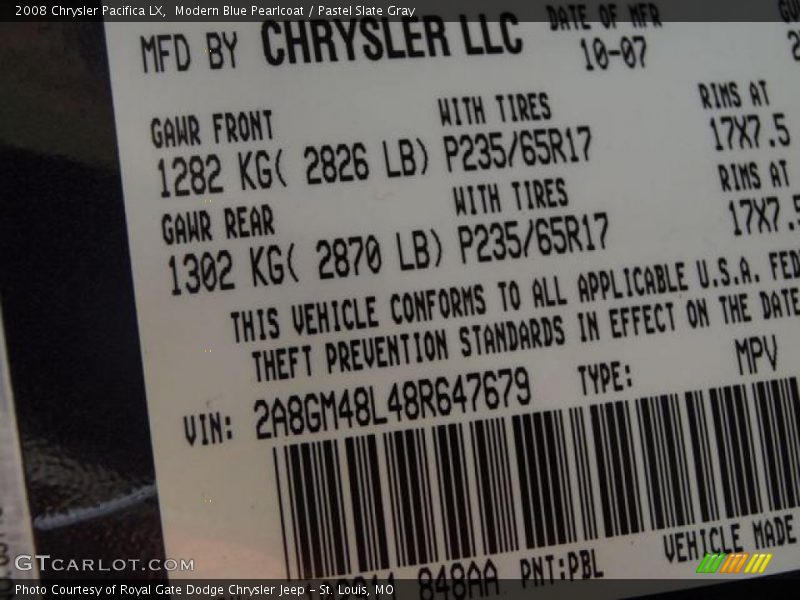 2008 Chrysler Pacifica LX, Modern Blue Pearlcoat / Pastel Slate Gray
MFD BY CHRYSLER LLC DATE OF MFR
10-07
GAWR FRONT WITH TIRES RIMS AT
1282 KG( 2826 LB) P235/65R17 17X7.5
GAWR REAR WITH TIRES RIMS AT
1302 KG( 2870 LB) P235/65R17 17X7.5
THIS VEHICLE CONFORMS TO ALL APPLICABLE U.S.A. FED
THEFT PREVENTION STANDARDS IN EFFECT ON THE DATE
VIN: 2A8GM48L48R647679 TYPE: MPV
848AA PNT:PBL VEHICLE MADE
GTCARLOT.COM
Photo Courtesy of Royal Gate Dodge Chrysler Jeep - St. Louis, MO